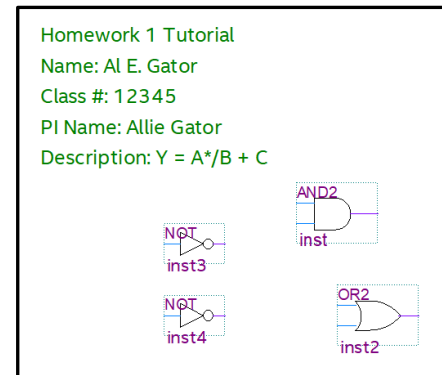 Homework 1 Tutorial
Name: Al E. Gator
Class #: 12345
PI Name: Allie Gator
Description: Y = A*/B + C
AND2
inst
NOT
inst3
NOT
inst4
OR2
inst2